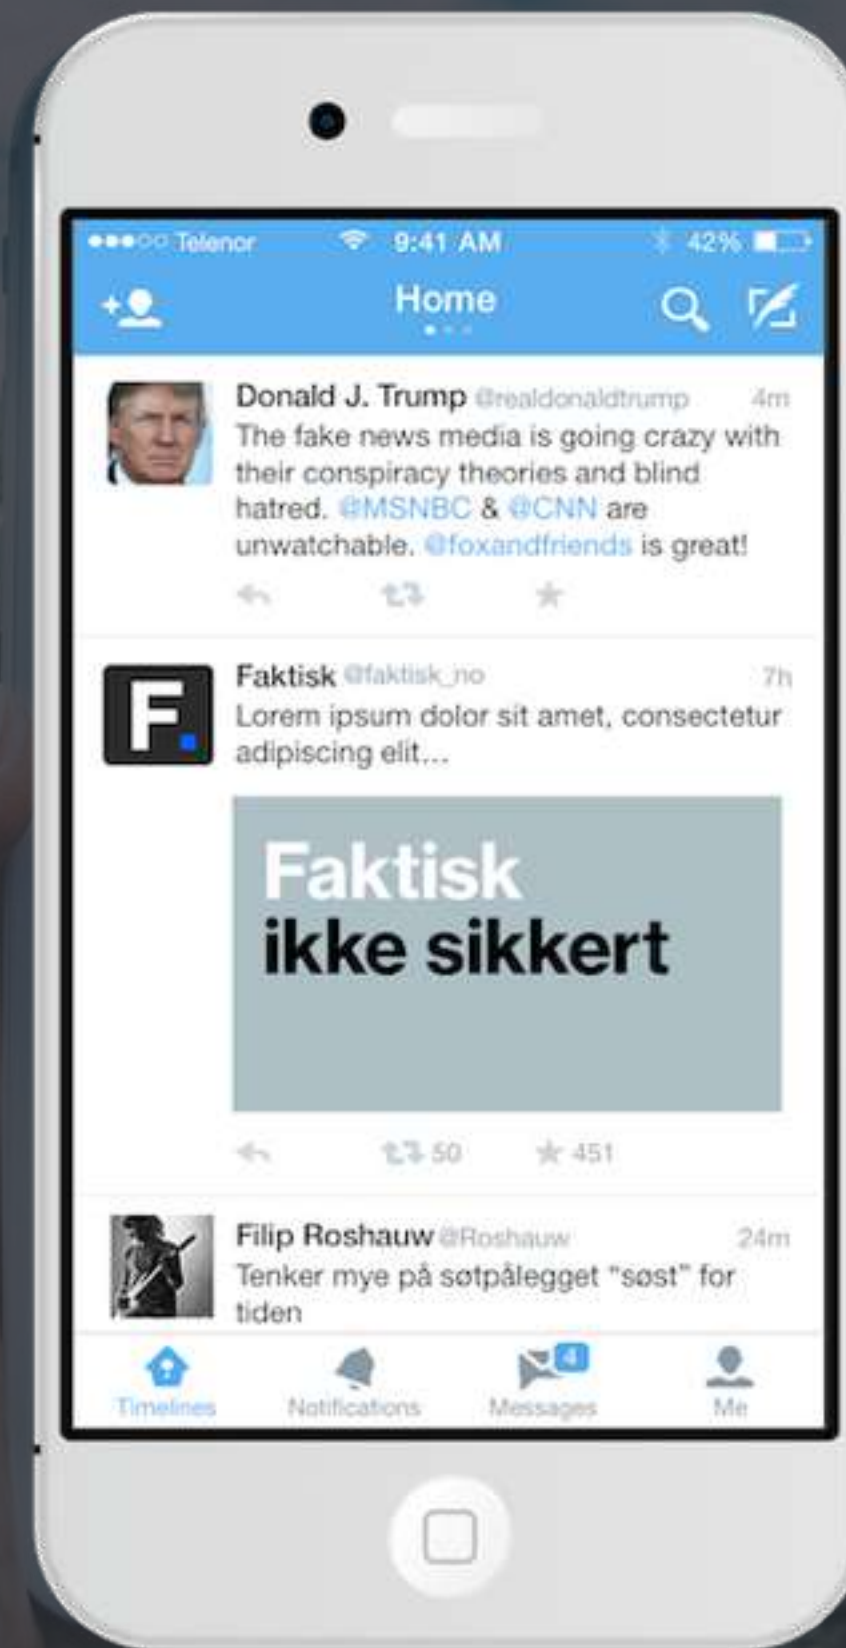 Telenor 9:41 AM 42%
Home
Donald J. Trump @realdonaldtrump 4m
The fake news media is going crazy with
their conspiracy theories and blind
hatred. @MSNBC & @CNN are
unwatchable. @foxandfriends is great!
F.
Faktisk @faktisk_no 7h
Lorem ipsum dolor sit amet, consectetur
adipiscing elit...
Faktisk
ikke sikkert
50 451
Filip Roshauw @Roshauw 24m
Tenker mye på søtpålegget "søst" for
tiden
4
Timelines Notifications Messages Me